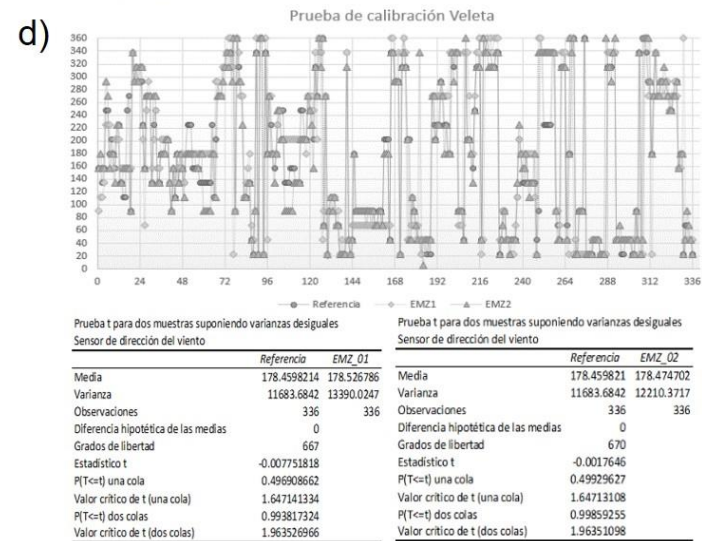 d)
Prueba de calibración Veleta
360
340
320
300
280
260
240
220
200
180
160
140
120
100
80
60
40
20
0
0 24 48 72 96 120 144 168 192 216 240 264 288 312 336
Referencia EMZ1 EMZ2
Prueba t para dos muestras suponiendo varianzas desiguales
Sensor de dirección del viento
Referencia EMZ_01
Media 178.4598214 178.526786
Varianza 11683.6842 13390.0247
Observaciones 336 336
Diferencia hipotética de las medias 0
Grados de libertad 667
Estadístico t -0.007751818
P(T<=t) una cola 0.496908662
Valor crítico de t (una cola) 1.647141334
P(T<=t) dos colas 0.993817324
Valor crítico de t (dos colas) 1.963526966
Prueba t para dos muestras suponiendo varianzas desiguales
Sensor de dirección del viento
Referencia EMZ_02
Media 178.459821 178.474702
Varianza 11683.6842 12210.3717
Observaciones 336 336
Diferencia hipotética de las medias 0
Grados de libertad 670
Estadístico t -0.0017646
P(T<=t) una cola 0.49929627
Valor crítico de t (una cola) 1.64713108
P(T<=t) dos colas 0.99859255
Valor crítico de t (dos colas) 1.96351098